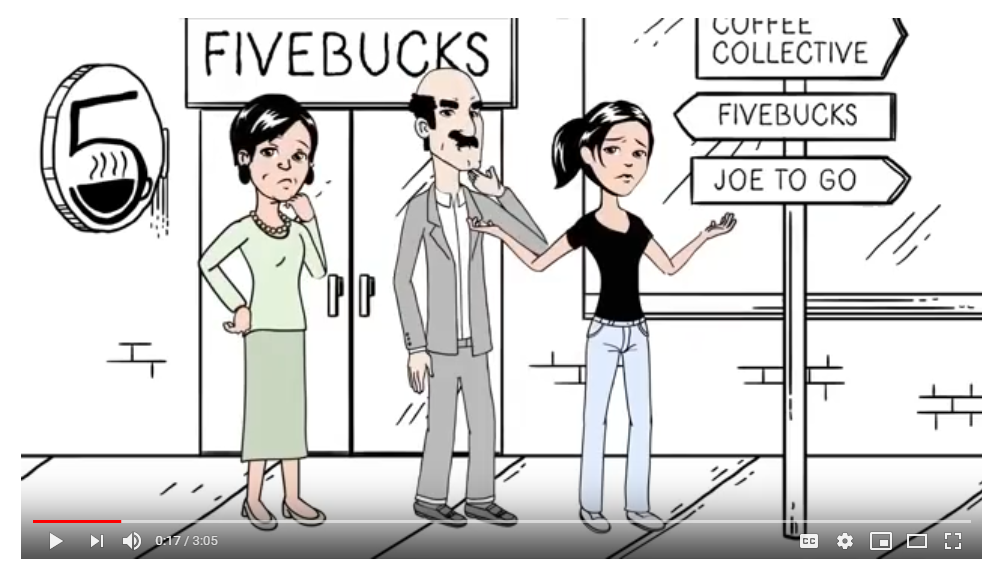 FIVEBUCKS
5
COFFEE
COLLECTIVE
FIVEBUCKS
JOE TO GO
0:17 / 3:05
CC